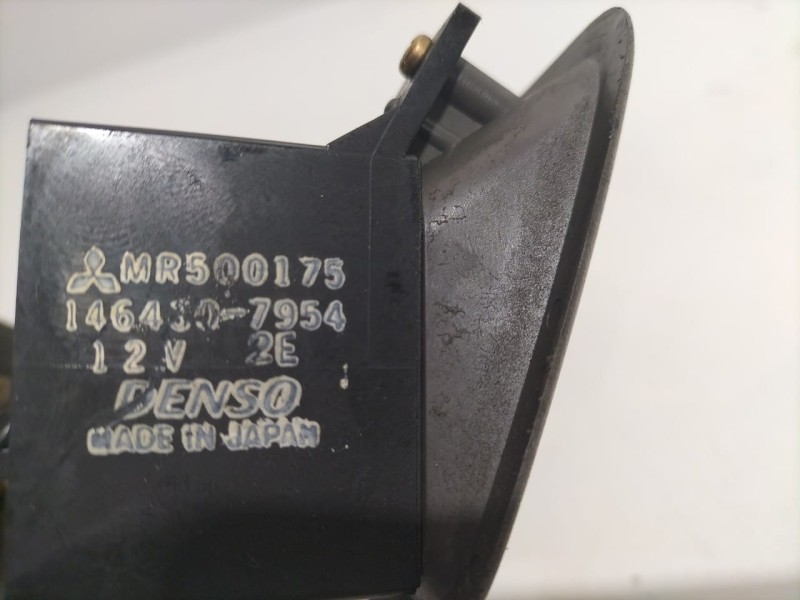 MR500175
146430-7954
12V 2E
DENSO
MADE IN JAPAN